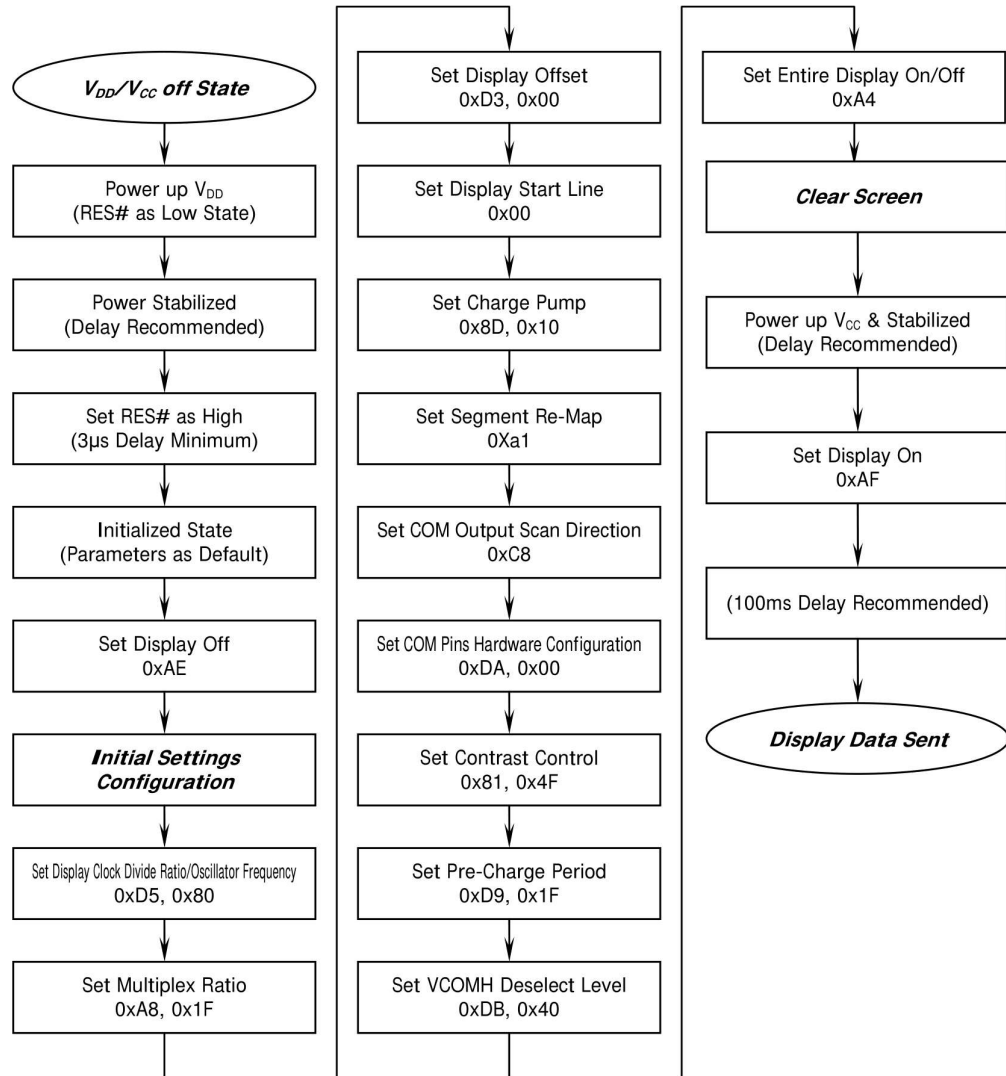 V_DD/V_CC off State
Power up V_DD
(RES# as Low State)
Power Stabilized
(Delay Recommended)
Set RES# as High
(3µs Delay Minimum)
Initialized State
(Parameters as Default)
Set Display Off
0xAE
Initial Settings
Configuration
Set Display Clock Divide Ratio/Oscillator Frequency
0xD5, 0x80
Set Multiplex Ratio
0xA8, 0x1F
Set Display Offset
0xD3, 0x00
Set Display Start Line
0x00
Set Charge Pump
0x8D, 0x10
Set Segment Re-Map
0Xa1
Set COM Output Scan Direction
0xC8
Set COM Pins Hardware Configuration
0xDA, 0x00
Set Contrast Control
0x81, 0x4F
Set Pre-Charge Period
0xD9, 0x1F
Set VCOMH Deselect Level
0xDB, 0x40
Set Entire Display On/Off
0xA4
Clear Screen
Power up V_CC & Stabilized
(Delay Recommended)
Set Display On
0xAF
(100ms Delay Recommended)
Display Data Sent